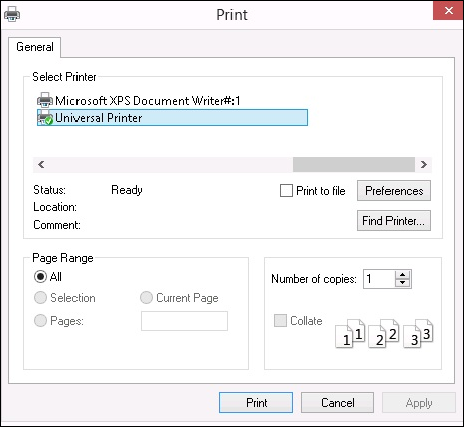 Print
General
Select Printer
Microsoft XPS Document Writer#:1
Universal Printer
Status: Ready
Print to file
Preferences
Location:
Comment:
Find Printer...
Page Range
All
Selection
Current Page
Pages:
Number of copies: 1
Collate
1 1 2 2 3 3
Print
Cancel
Apply